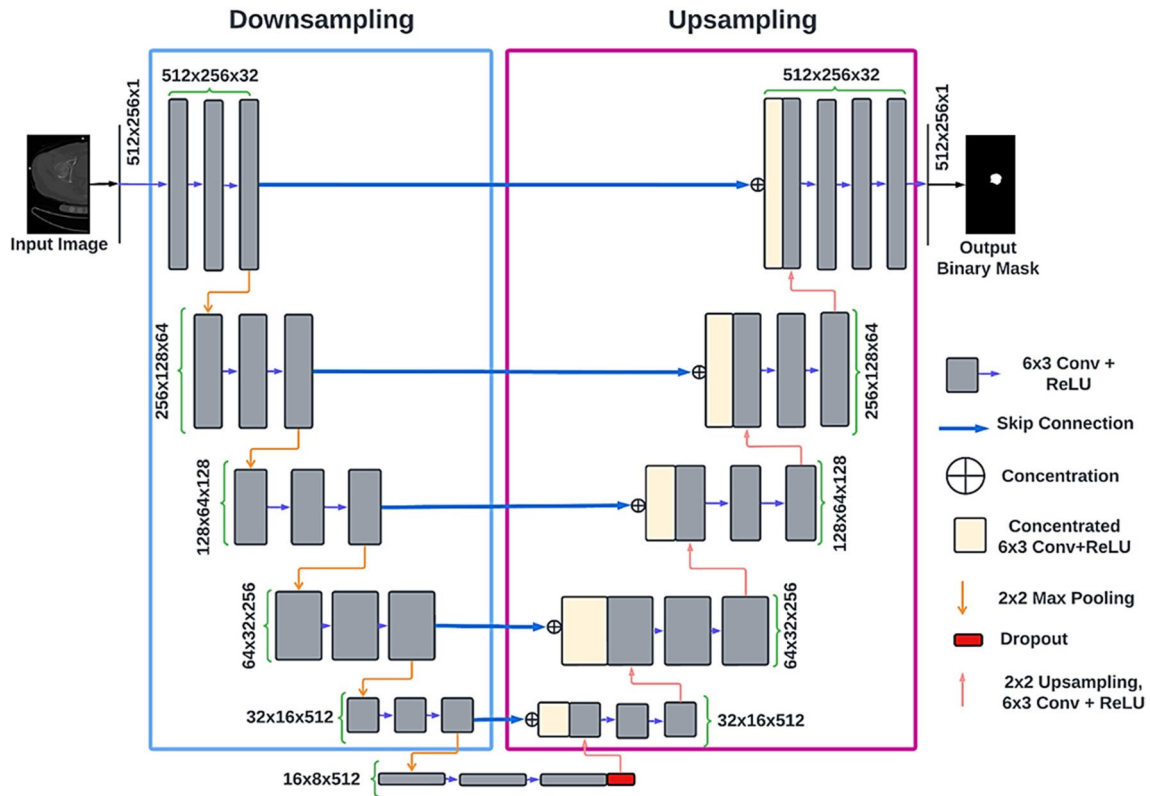 Downsampling
Upsampling
512x256x1
512x256x32
512x256x32
512x256x1
Input Image
Output
Binary Mask
256x128x64
256x128x64
128x64x128
128x64x128
64x32x256
64x32x256
32x16x512
32x16x512
16x8x512
6x3 Conv +
ReLU
Skip Connection
Concentration
Concentrated
6x3 Conv+ReLU
2x2 Max Pooling
Dropout
2x2 Upsampling,
6x3 Conv + ReLU